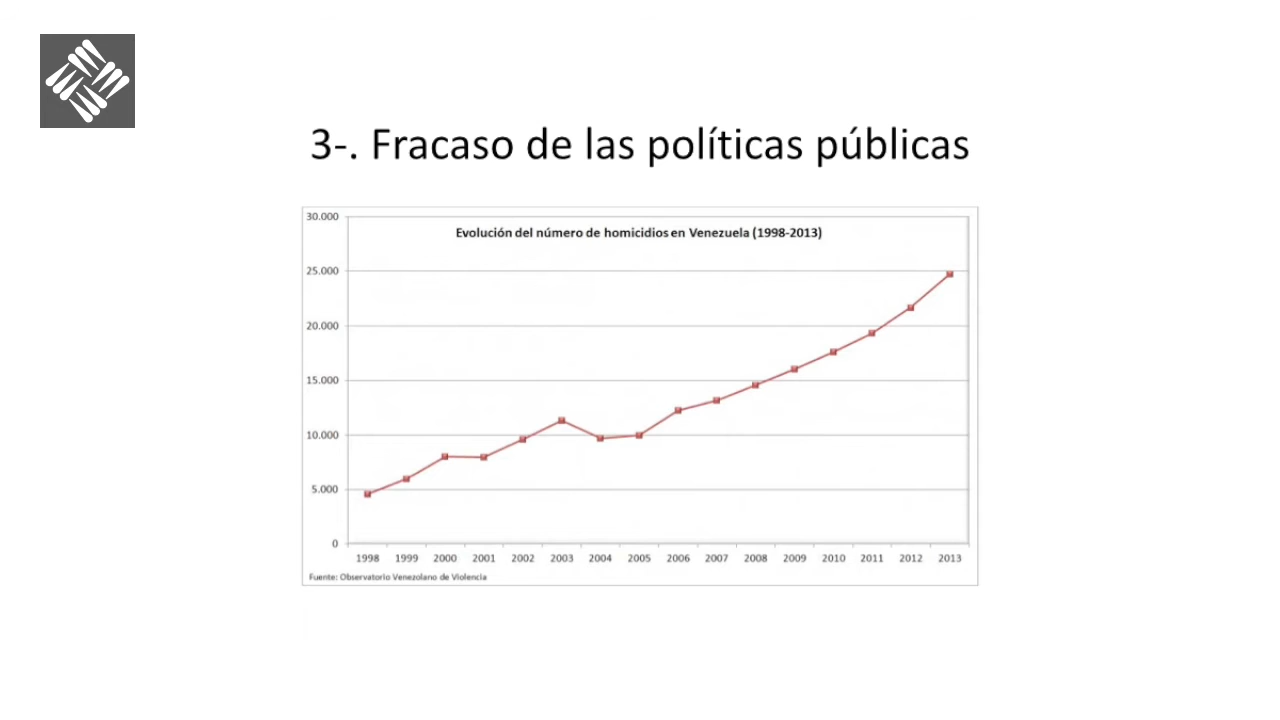 3-. Fracaso de las políticas públicas
Evolución del número de homicidios en Venezuela (1998-2013)
30.000
25.000
20.000
15.000
10.000
5.000
0
1998 1999 2000 2001 2002 2003 2004 2005 2006 2007 2008 2009 2010 2011 2012 2013
Fuente: Observatorio Venezolano de Violencia